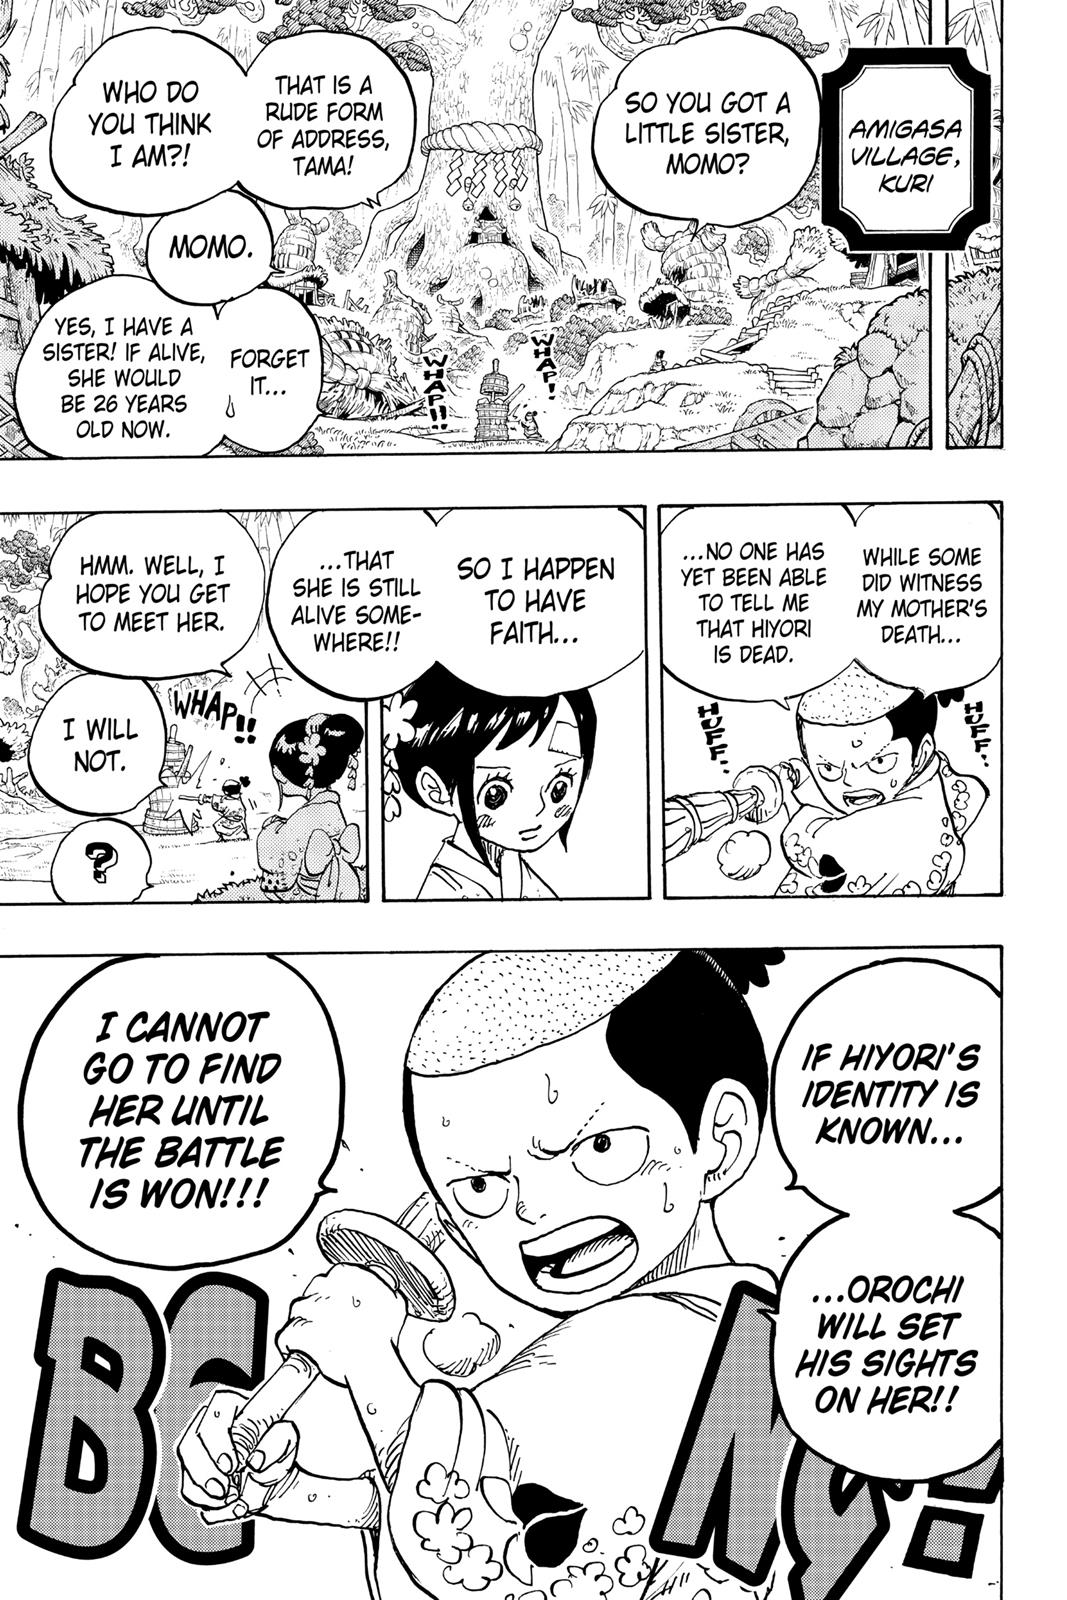 AMIGASA
VILLAGE,
KURI
SO YOU GOT A
LITTLE SISTER,
MOMO?
THAT IS A
RUDE FORM
OF ADDRESS,
TAMA!
WHO DO
YOU THINK
I AM?!
MOMO.
FORGET
IT...
YES, I HAVE A
SISTER! IF ALIVE,
SHE WOULD
BE 26 YEARS
OLD NOW.
WHAP!
WHAP!!
WHILE SOME
DID WITNESS
MY MOTHER'S
DEATH...
...NO ONE HAS
YET BEEN ABLE
TO TELL ME
THAT HIYORI
IS DEAD.
HUFF..
HUFF..
SO I HAPPEN
TO HAVE
FAITH...
...THAT
SHE IS STILL
ALIVE SOME-
WHERE!!
HMM. WELL, I
HOPE YOU GET
TO MEET HER.
WHAP!!
I WILL
NOT.
?
IF HIYORI'S
IDENTITY IS
KNOWN...
...OROCHI
WILL SET
HIS SIGHTS
ON HER!!
I CANNOT
GO TO FIND
HER UNTIL
THE BATTLE
IS WON!!!
BONG!